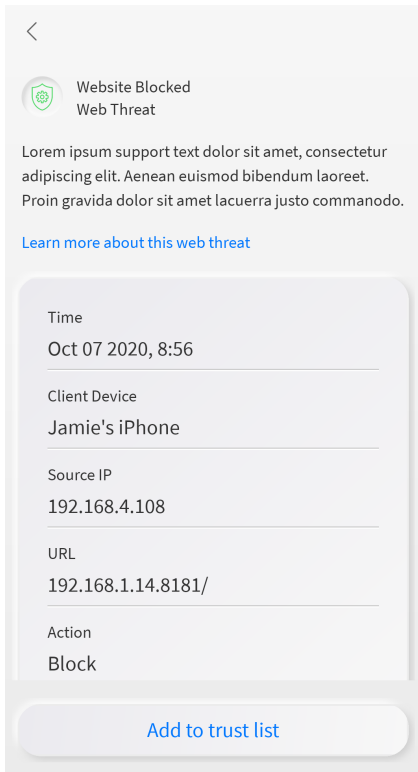 Website Blocked
Web Threat
Lorem ipsum support text dolor sit amet, consectetur
adipiscing elit. Aenean euismod bibendum laoreet.
Proin gravida dolor sit amet lacuerra justo commanodo.
Learn more about this web threat
Time
Oct 07 2020, 8:56
Client Device
Jamie's iPhone
Source IP
192.168.4.108
URL
192.168.1.14.8181/
Action
Block
Add to trust list